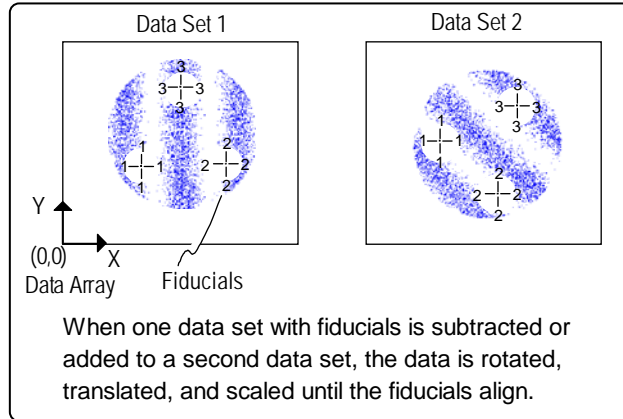 Data Set 1
Data Set 2
3
3 3
3
1
1 1
1
2
2 2
2
3
3 3
3
1
1 1
1
2
2 2
2
Y
(0,0) X
Data Array
Fiducials
When one data set with fiducials is subtracted or
added to a second data set, the data is rotated,
translated, and scaled until the fiducials align.